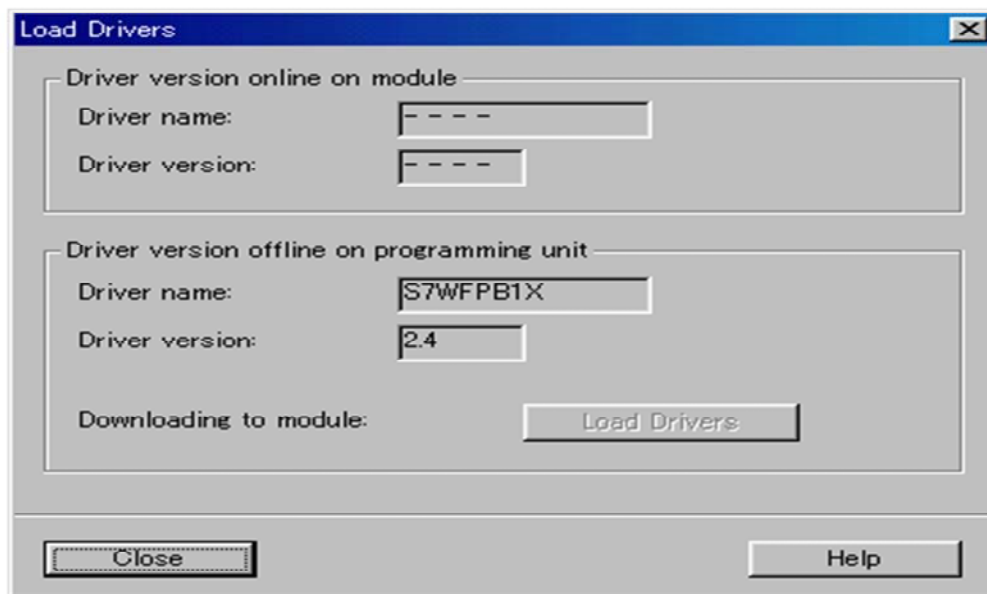 Load Drivers
Driver version online on module
Driver name: - - - -
Driver version: - - - -
Driver version offline on programming unit
Driver name: S7WFPB1X
Driver version: 2.4
Downloading to module: Load Drivers
Close Help